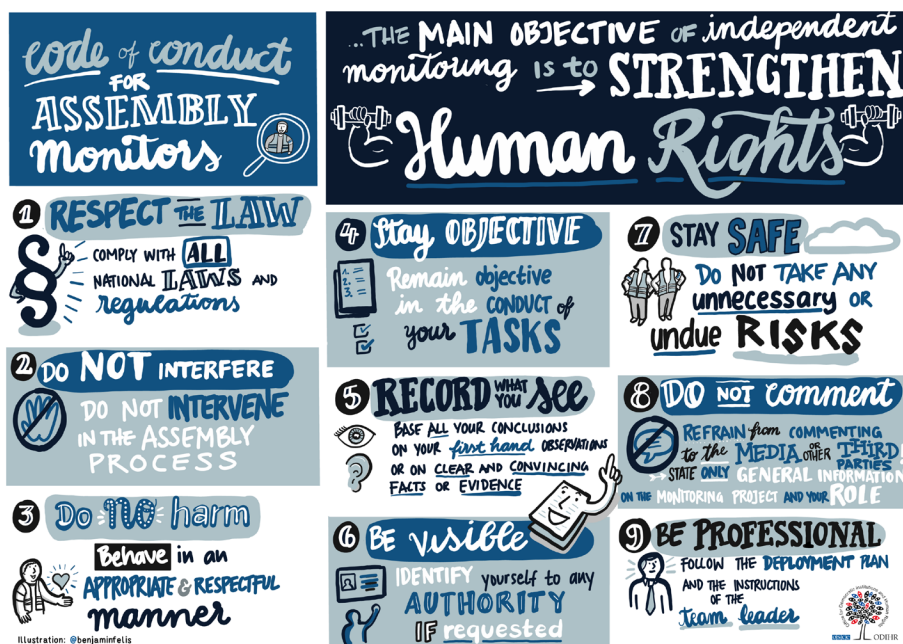 code of conduct
FOR
ASSEMBLY
Monitors
...THE MAIN OBJECTIVE OF independent
monitoring IS to STRENGTHEN
Human Rights
1 RESPECT THE LAW
COMPLY WITH ALL
NATIONAL LAWS AND
regulations
2 DO NOT INTERFERE
DO NOT INTERVENE
IN THE ASSEMBLY
PROCESS
3 Do no harm
Behave in an
APPROPRIATE & RESPECTFUL
manner
4 Stay OBJECTIVE
1.
2.
3.
Remain objective
in the CONDUCT of
your TASKS
5 RECORD WHAT YOU see
BASE ALL YOUR CONCLUSIONS
ON YOUR first hand OBSERVATIONS
OR ON CLEAR AND CONVINCING
FACTS OR EVIDENCE
6 BE visible
IDENTIFY yourself to any
AUTHORITY
IF requested
7 STAY SAFE
DO NOT TAKE ANY
unnecessary OR
undue RISKS
8 DO NOT comment
REFRAIN from COMMENTING
to the MEDIA OR OTHER THIRD PARTIES
STATE ONLY GENERAL INFORMATION
ON THE MONITORING PROJECT AND YOUR ROLE
9 BE PROFESSIONAL
FOLLOW THE DEPLOYMENT PLAN
AND THE INSTRUCTIONS
OF THE
team leader
Illustration: @benjaminfelis
ODIHR